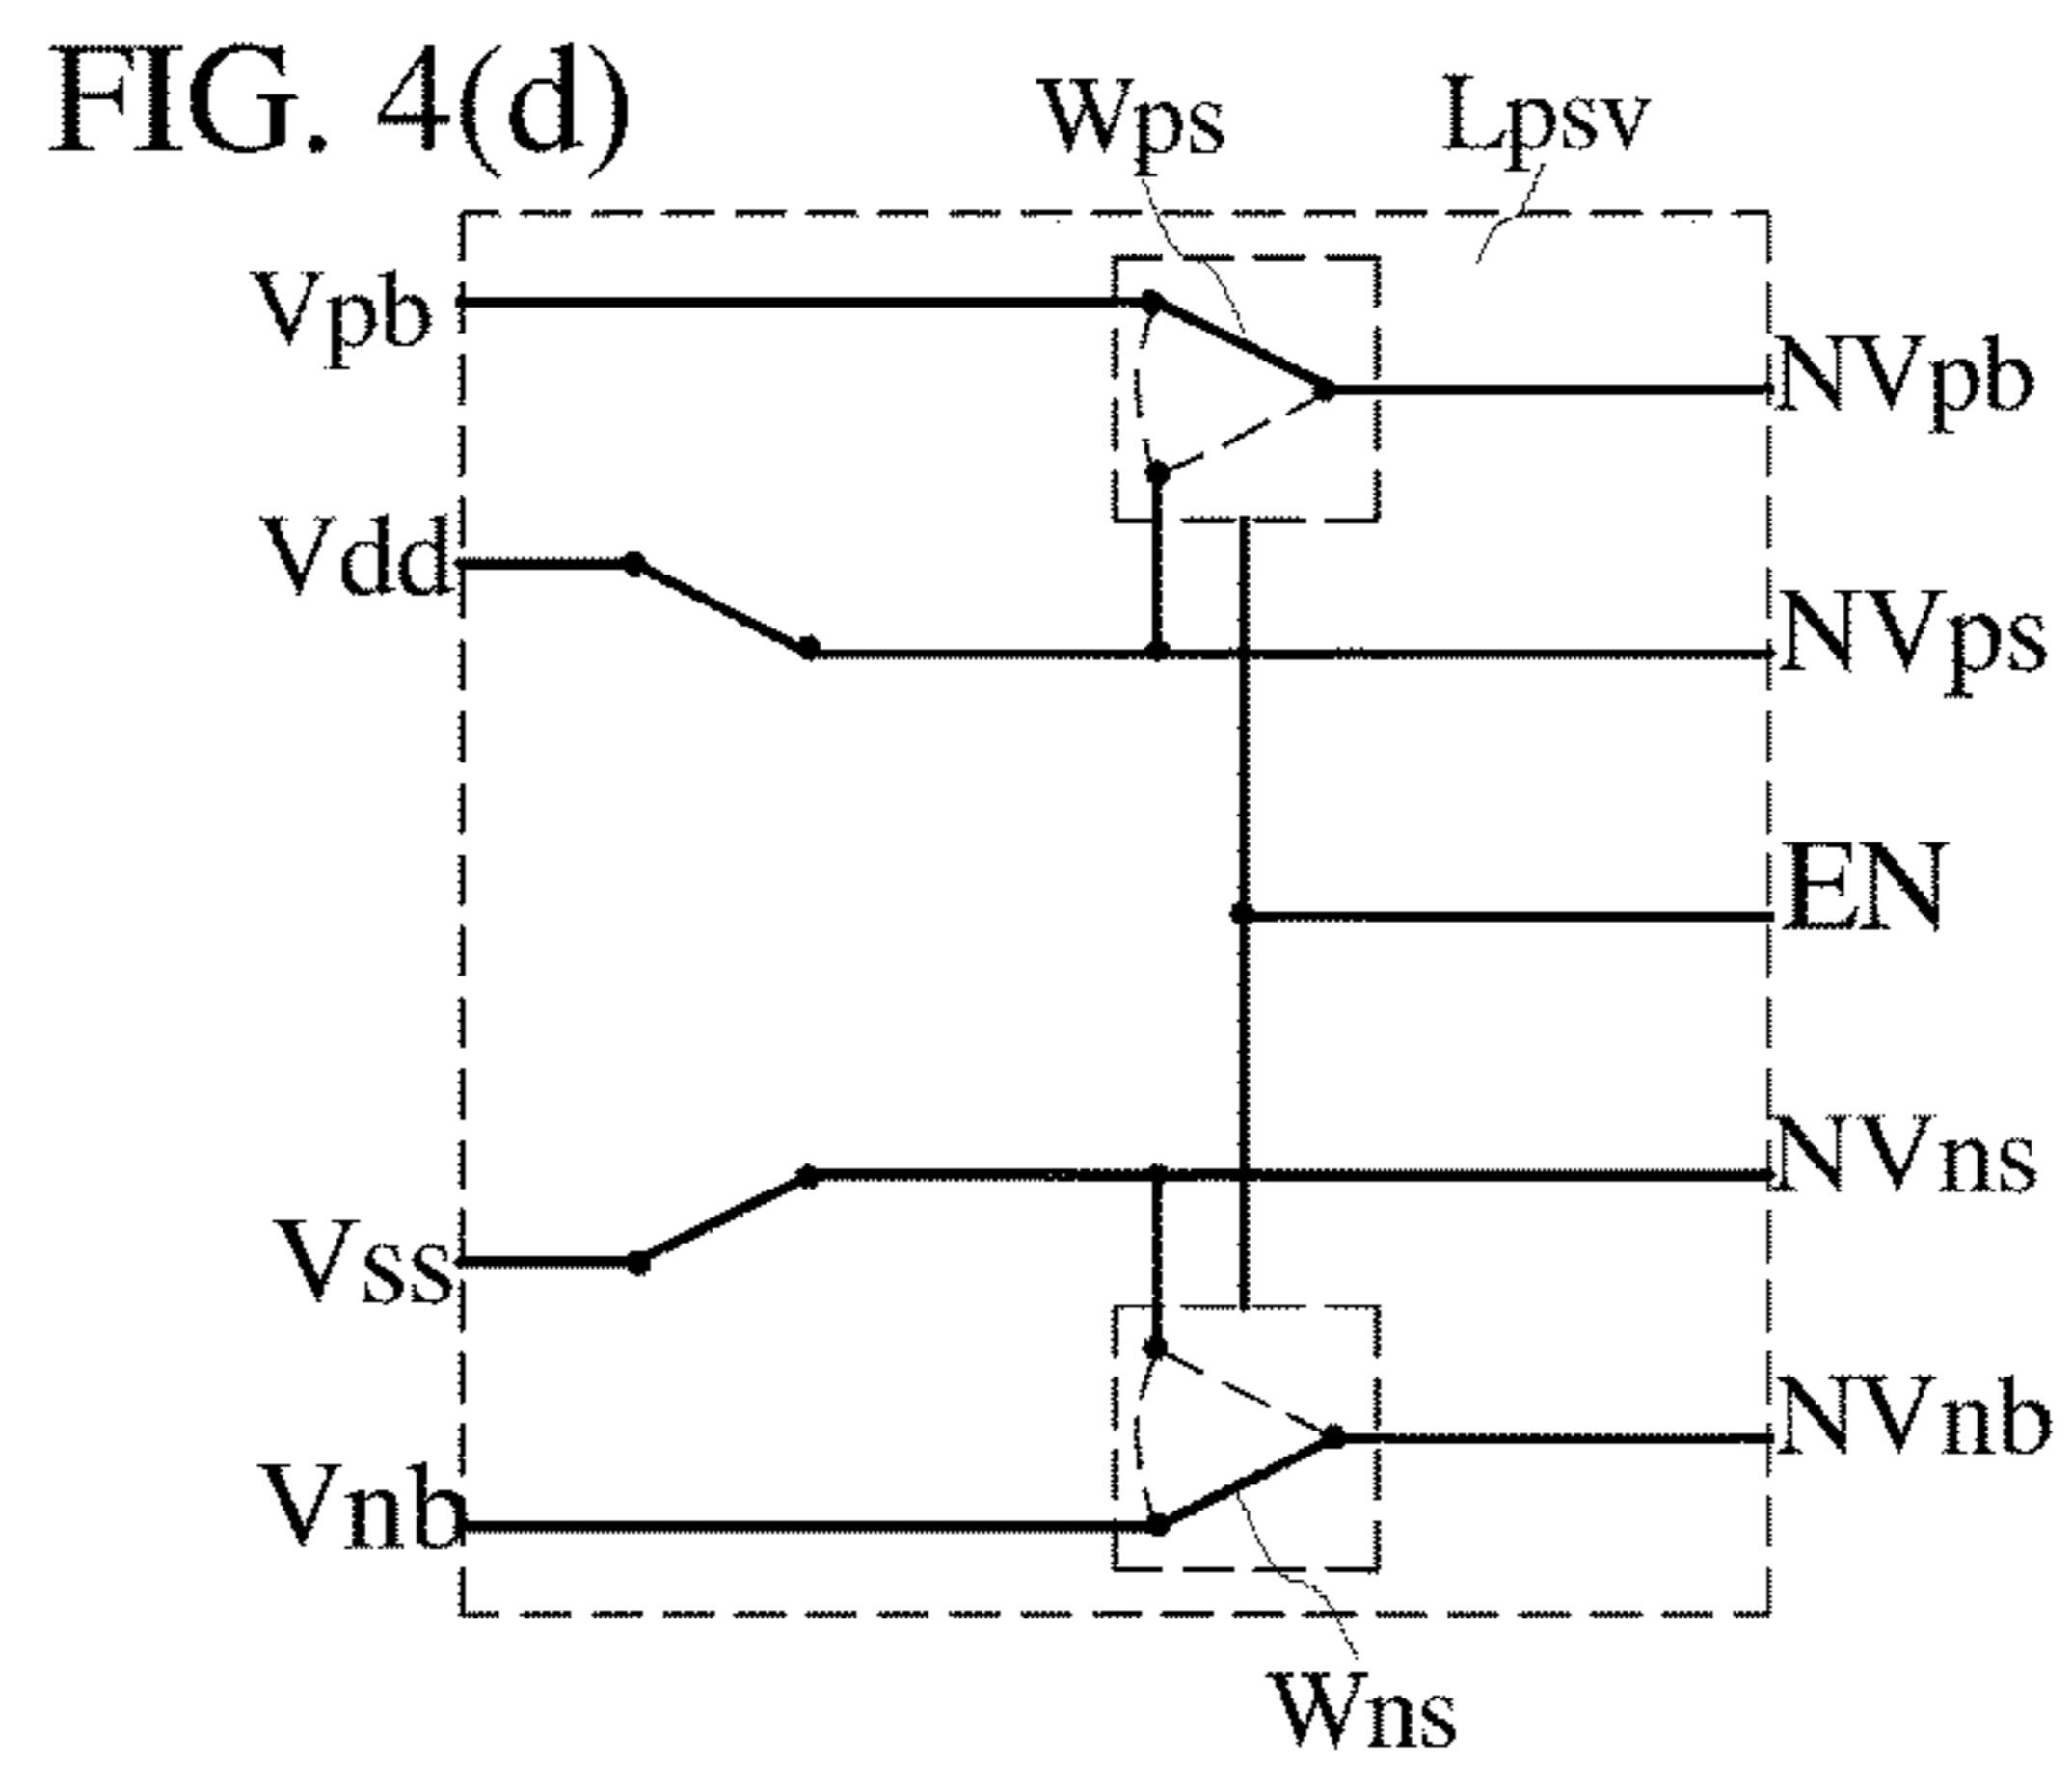 FIG. 4(d)
Wps
Lpsv
Vpb
NVpb
Vdd
NVps
EN
NVns
Vss
NVnb
Vnb
Wns